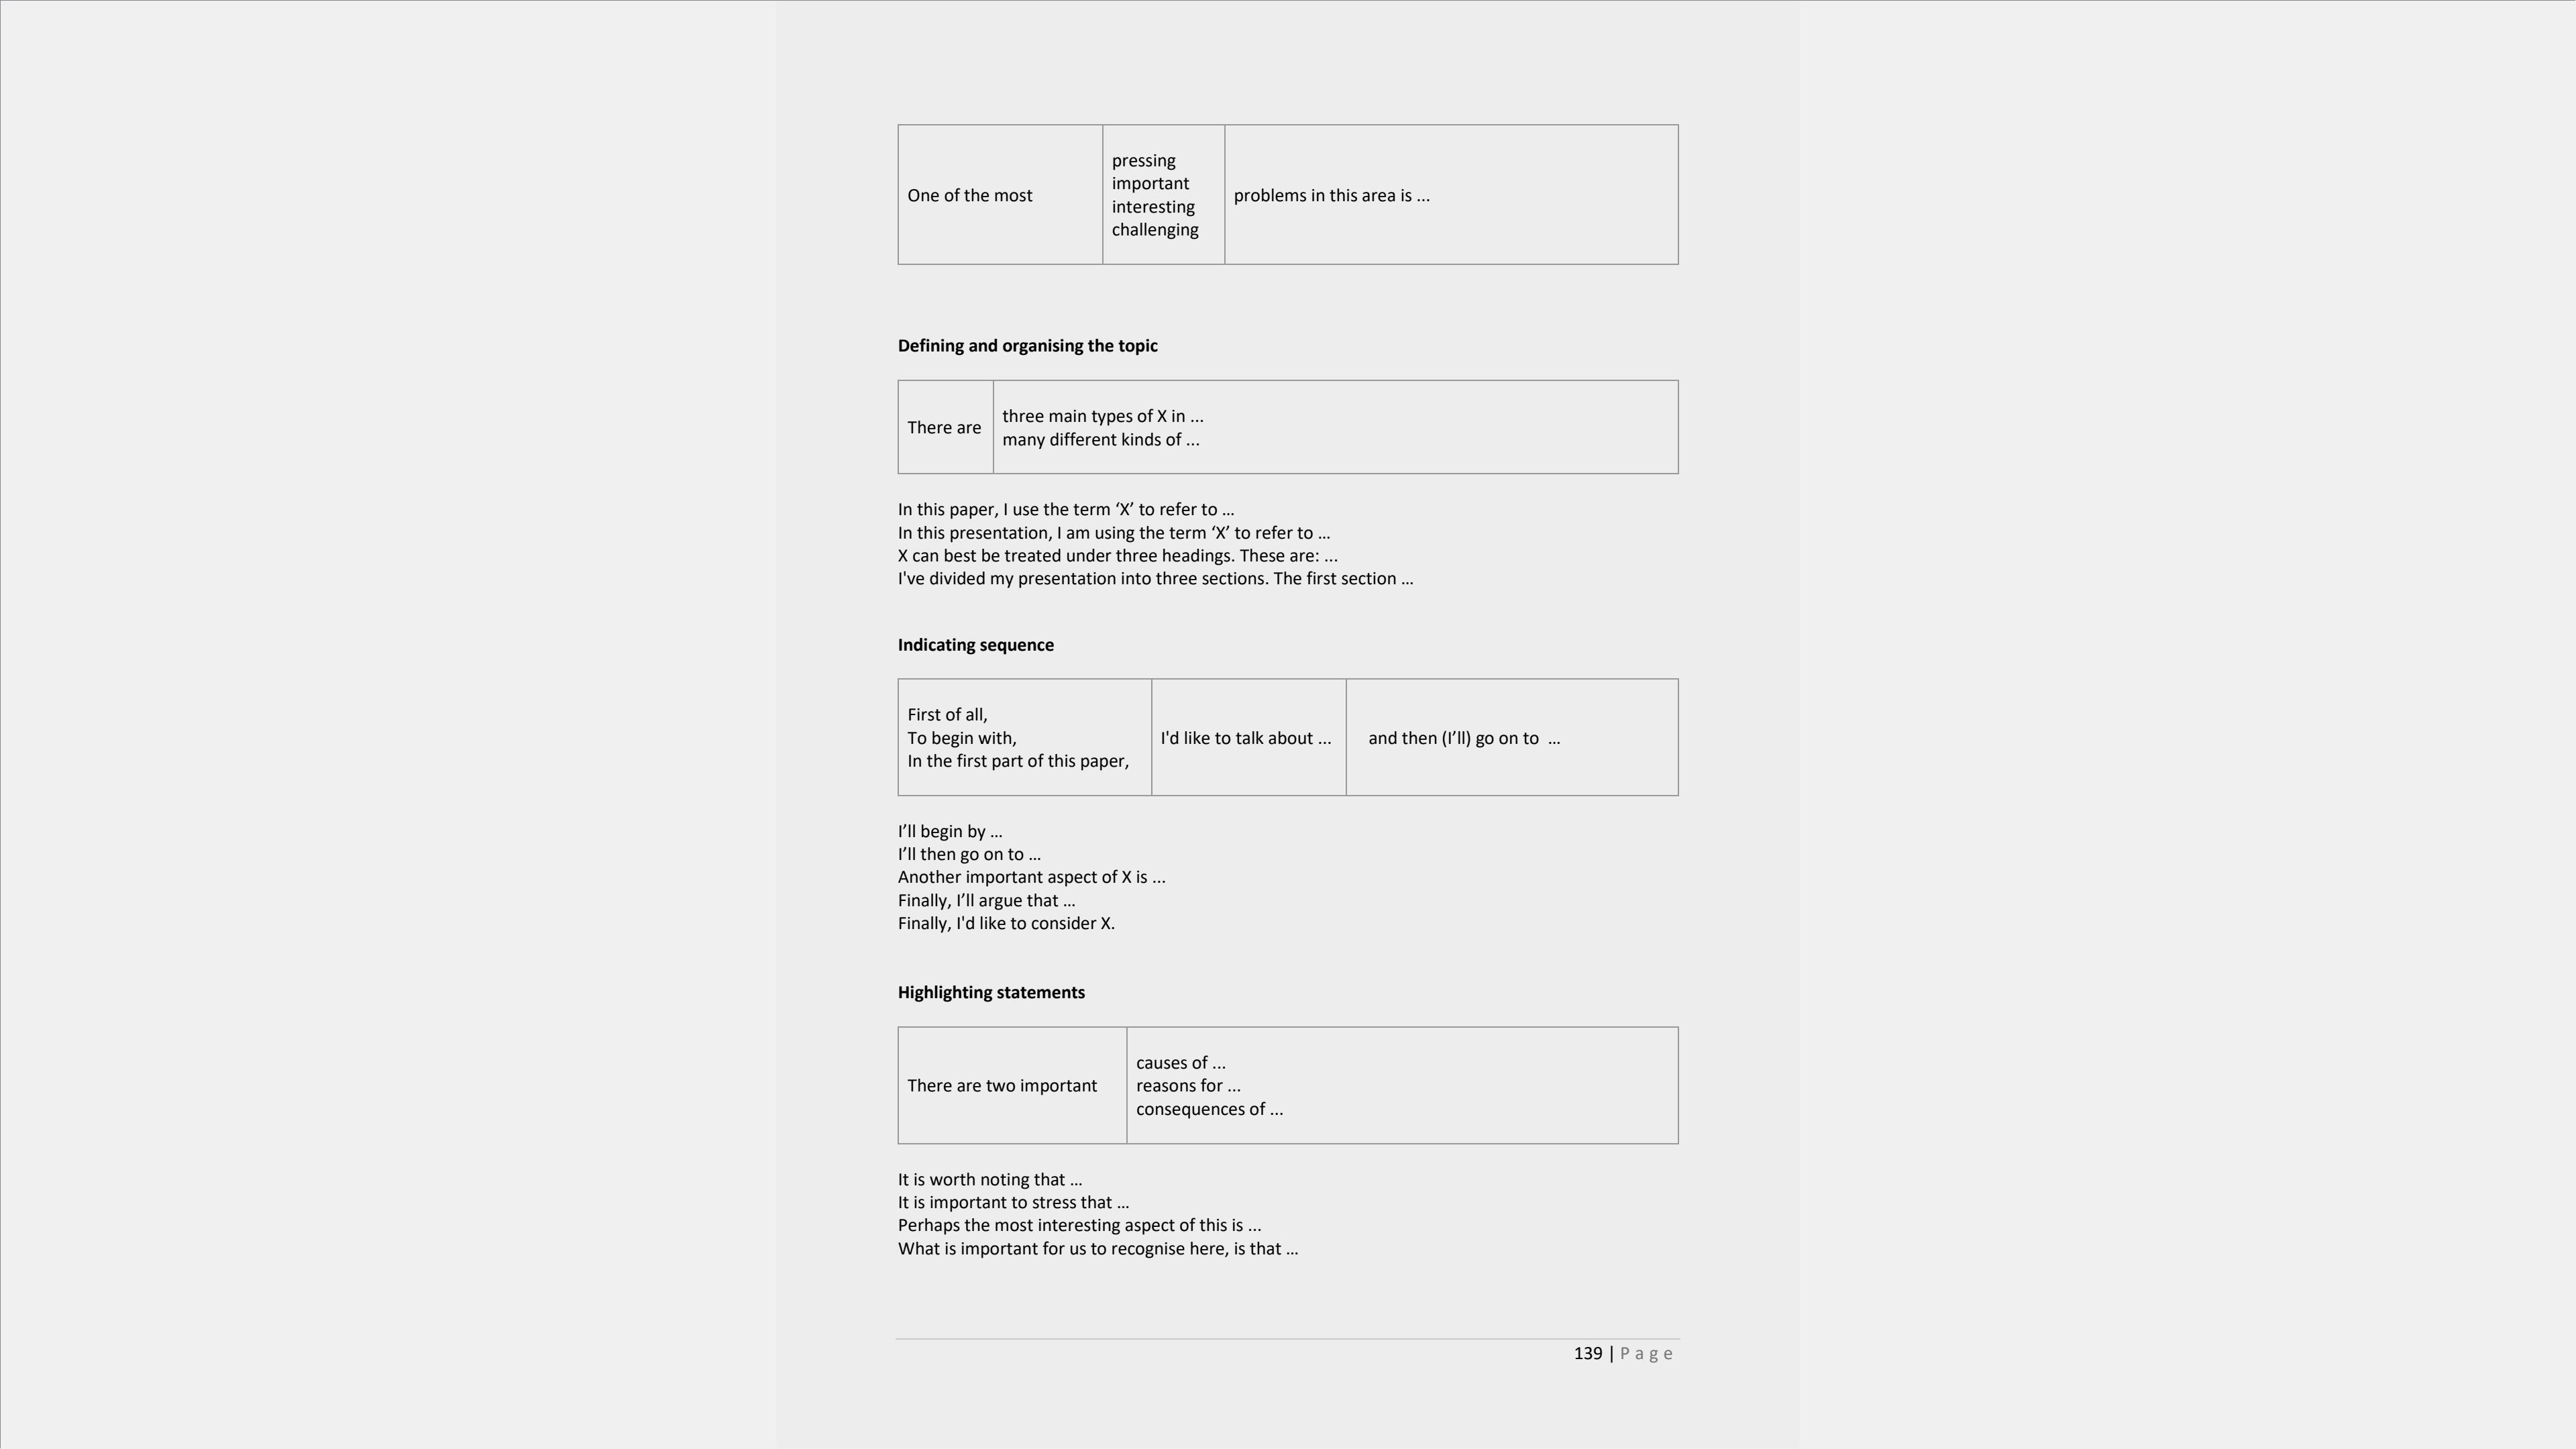 One of the most
pressing
important
interesting
challenging
problems in this area is ...
Defining and organising the topic
There are
three main types of X in ...
many different kinds of ...
In this paper, I use the term ‘X’ to refer to …
In this presentation, I am using the term ‘X’ to refer to …
X can best be treated under three headings. These are: ...
I've divided my presentation into three sections. The first section …
Indicating sequence
First of all,
To begin with,
In the first part of this paper,
I'd like to talk about ...
and then (I’ll) go on to …
I’ll begin by …
I’ll then go on to …
Another important aspect of X is ...
Finally, I’ll argue that …
Finally, I'd like to consider X.
Highlighting statements
There are two important
causes of ...
reasons for ...
consequences of ...
It is worth noting that …
It is important to stress that …
Perhaps the most interesting aspect of this is ...
What is important for us to recognise here, is that …
139 | Page